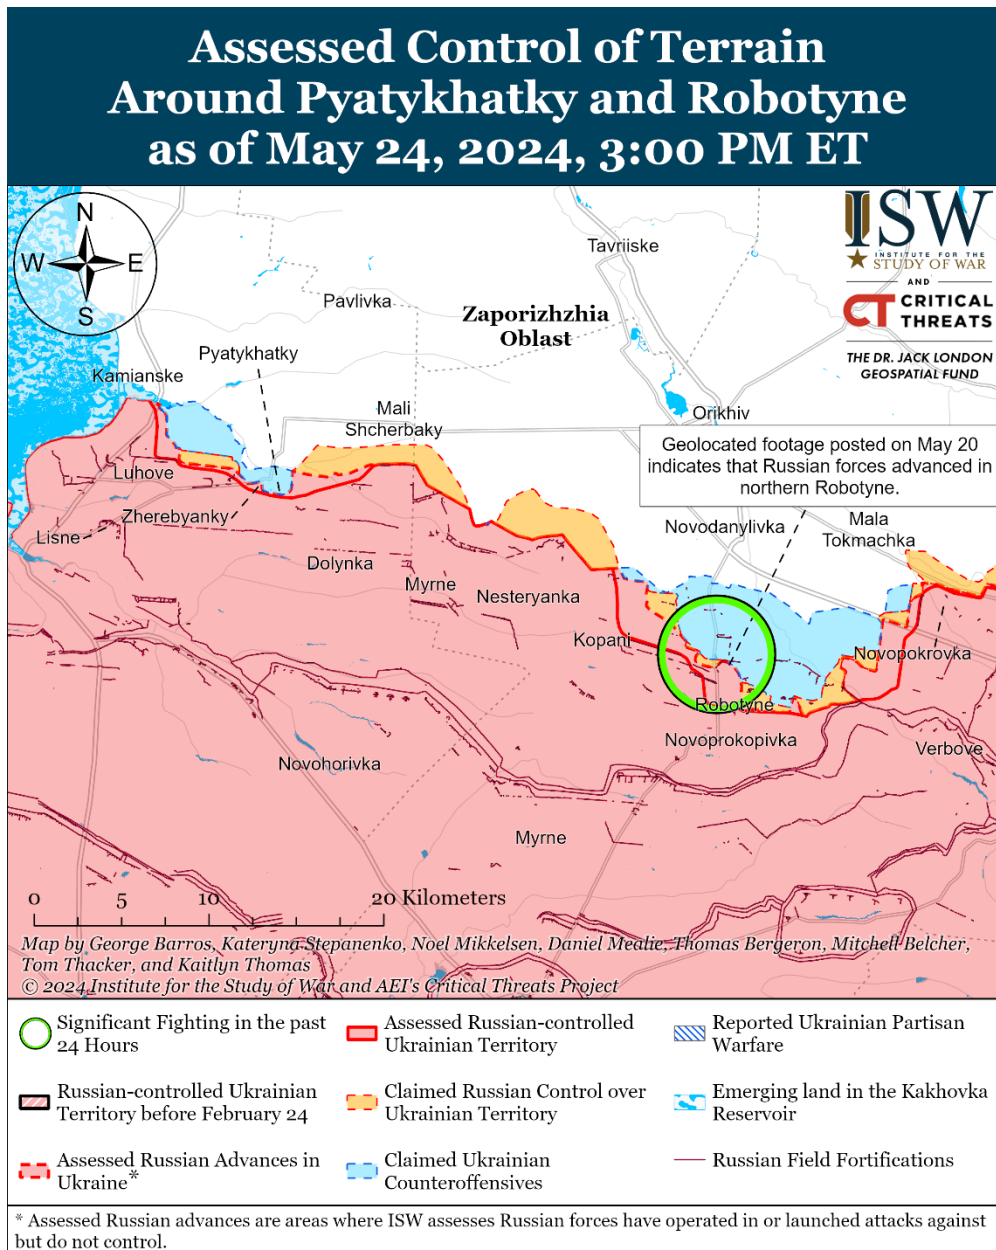 Assessed Control of Terrain
Around Pyatykhatky and Robotyne
as of May 24, 2024, 3:00 PM ET
N
W
E
S
ISW
INSTITUTE FOR THE
STUDY OF WAR
AND
CT CRITICAL
THREATS
THE DR. JACK LONDON
GEOSPATIAL FUND
Tavriiske
Pavlivka
Zaporizhzhia
Oblast
Pyatykhatky
Kamianske
Mali
Shcherbaky
Orikhiv
Geolocated footage posted on May 20
indicates that Russian forces advanced in
northern Robotyne.
Luhove
Zherebyanky
Lisne
Novodanylivka
Mala
Tokmachka
Dolynka
Myrne
Nesteryanka
Kopani
Novopokrovka
Robotyne
Novoprokopivka
Verbove
Novohorivka
Myrne
0 5 10 20 Kilometers
Map by George Barros, Kateryna Stepanenko, Noel Mikkelsen, Daniel Mealie, Thomas Bergeron, Mitchell Belcher,
Tom Thacker, and Kaitlyn Thomas
© 2024 Institute for the Study of War and AEI's Critical Threats Project
Significant Fighting in the past
24 Hours
Assessed Russian-controlled
Ukrainian Territory
Reported Ukrainian Partisan
Warfare
Russian-controlled Ukrainian
Territory before February 24
Claimed Russian Control over
Ukrainian Territory
Emerging land in the Kakhovka
Reservoir
Assessed Russian Advances in
Ukraine*
Claimed Ukrainian
Counteroffensives
Russian Field Fortifications
* Assessed Russian advances are areas where ISW assesses Russian forces have operated in or launched attacks against
but do not control.